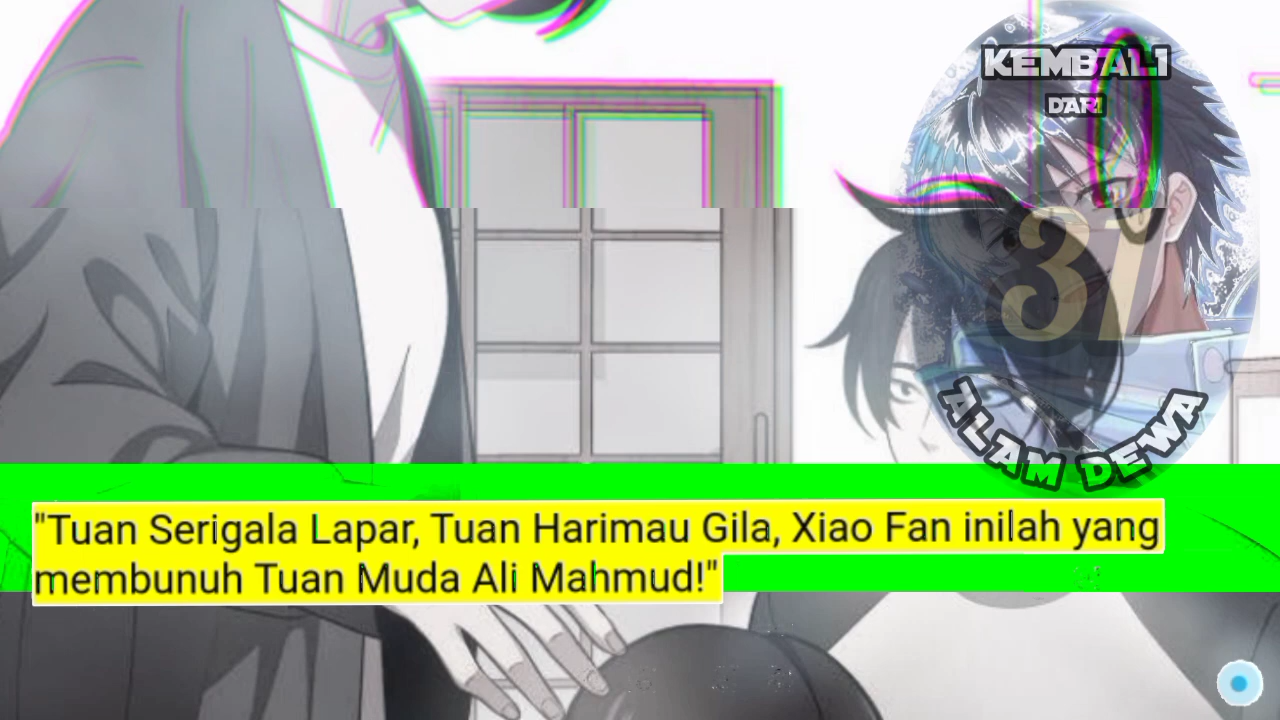 KEMBALI
DARI
37
ALAM DEWA
"Tuan Serigala Lapar, Tuan Harimau Gila, Xiao Fan inilah yang
membunuh Tuan Muda Ali Mahmud!"